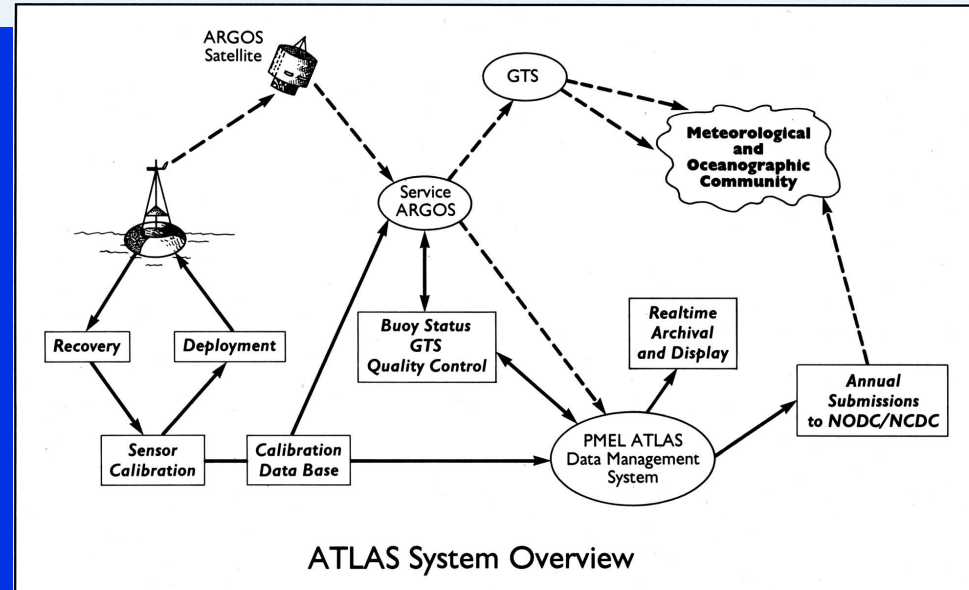 ARGOS
Satellite
GTS
Meteorological
and
Oceanographic
Community
Service
ARGOS
Recovery
Deployment
Buoy Status
GTS
Quality Control
Realtime
Archival
and Display
Annual
Submissions
to NODC/NCDC
Sensor
Calibration
Calibration
Data Base
PMEL ATLAS
Data Management
System
ATLAS System Overview